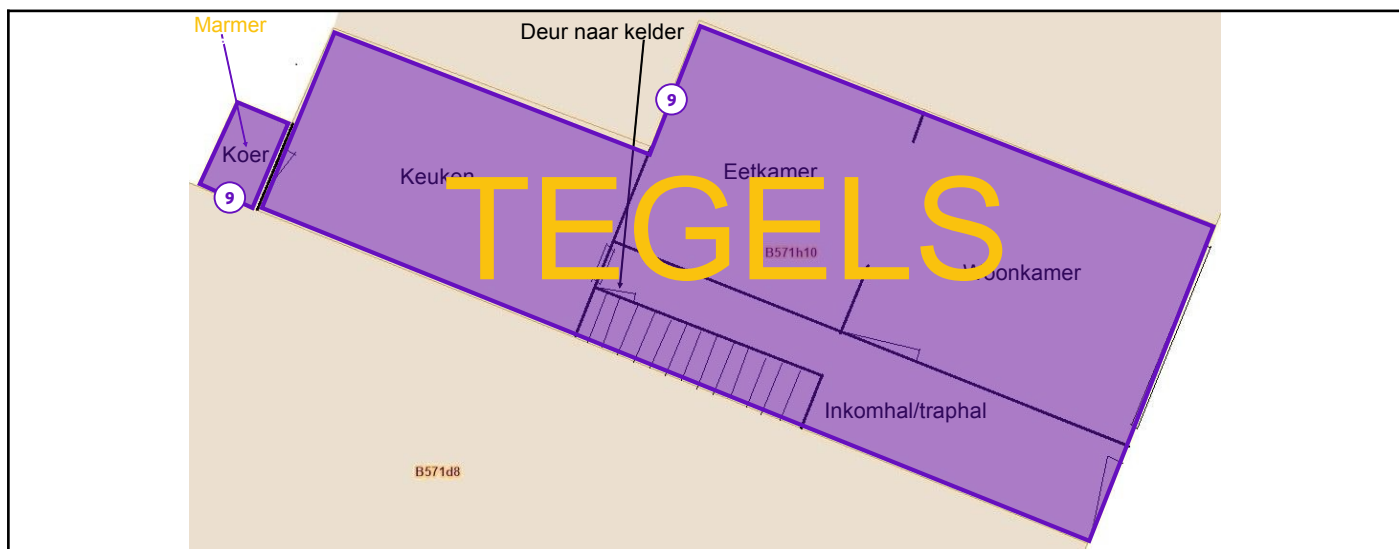 Marmer
Deur naar kelder
9
Koer
9
Keuken
Eetkamer
TEGELS
B571h10
Woonkamer
Inkomhal/traphal
B571d8